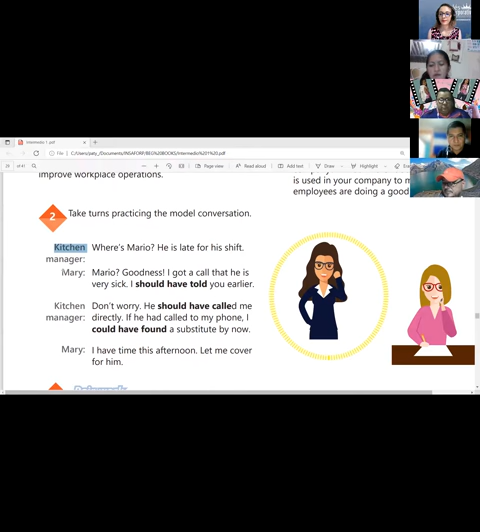 Intermedio 1 .pdf
File
C:/Users/paty_/Documents/INSAFORP/BEG%20BOOKS/Intermedio%201%20.pdf
29 of 41
Page view
Read aloud
Add text
Draw
Highlight
improve workplace operations.
is used in your company to m
employees are doing a good
2 Take turns practicing the model conversation.
Kitchen manager: Where's Mario? He is late for his shift.
Mary: Mario? Goodness! I got a call that he is
very sick. I should have told you earlier.
Kitchen manager: Don't worry. He should have called me
directly. If he had called to my phone, I
could have found a substitute by now.
Mary: I have time this afternoon. Let me cover
for him.